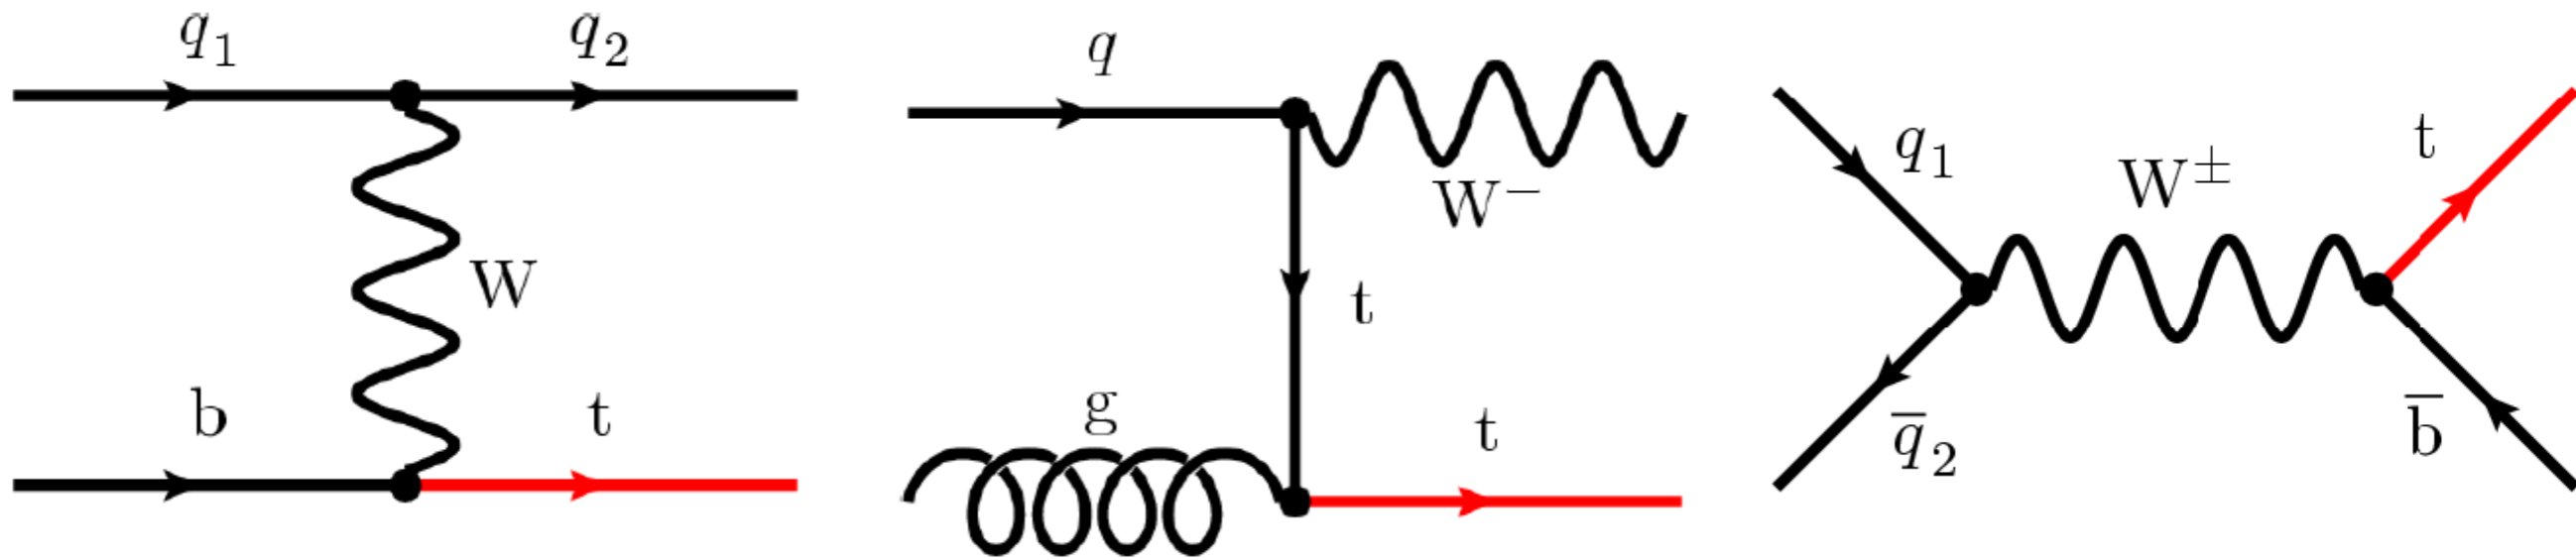 q₁ q₂
W
b t
q
W⁻
t
g t
q₁ W± t
q̅₂ b̅